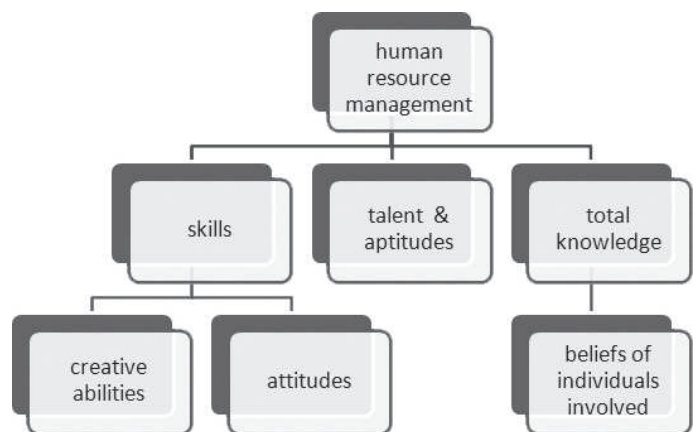 human
resource
management
skills
talent & aptitudes
total
knowledge
creative
abilities
attitudes
beliefs of
individuals
involved